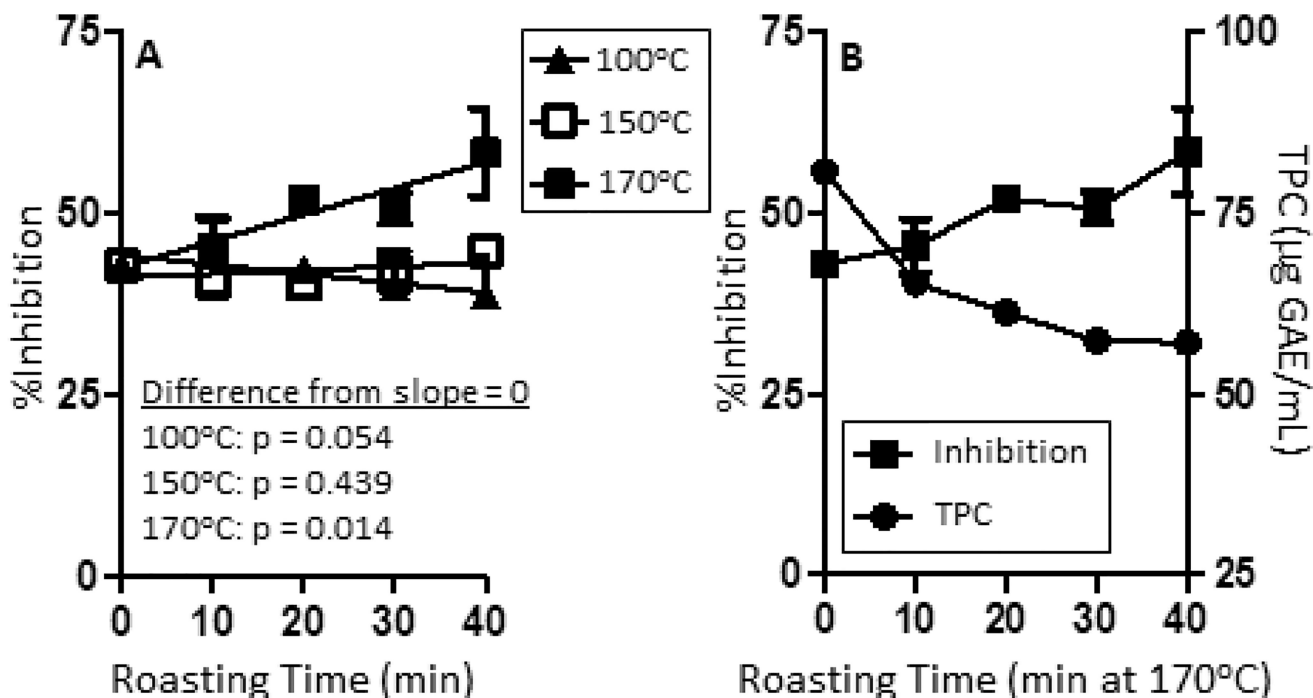 A
75
50
25
0
%Inhibition
0 10 20 30 40
Roasting Time (min)
100°C
150°C
170°C
Difference from slope = 0
100°C: p = 0.054
150°C: p = 0.439
170°C: p = 0.014
B
75
50
25
0
%Inhibition
100
75
50
25
TPC (µg GAE/mL)
Inhibition
TPC
0 10 20 30 40
Roasting Time (min at 170°C)